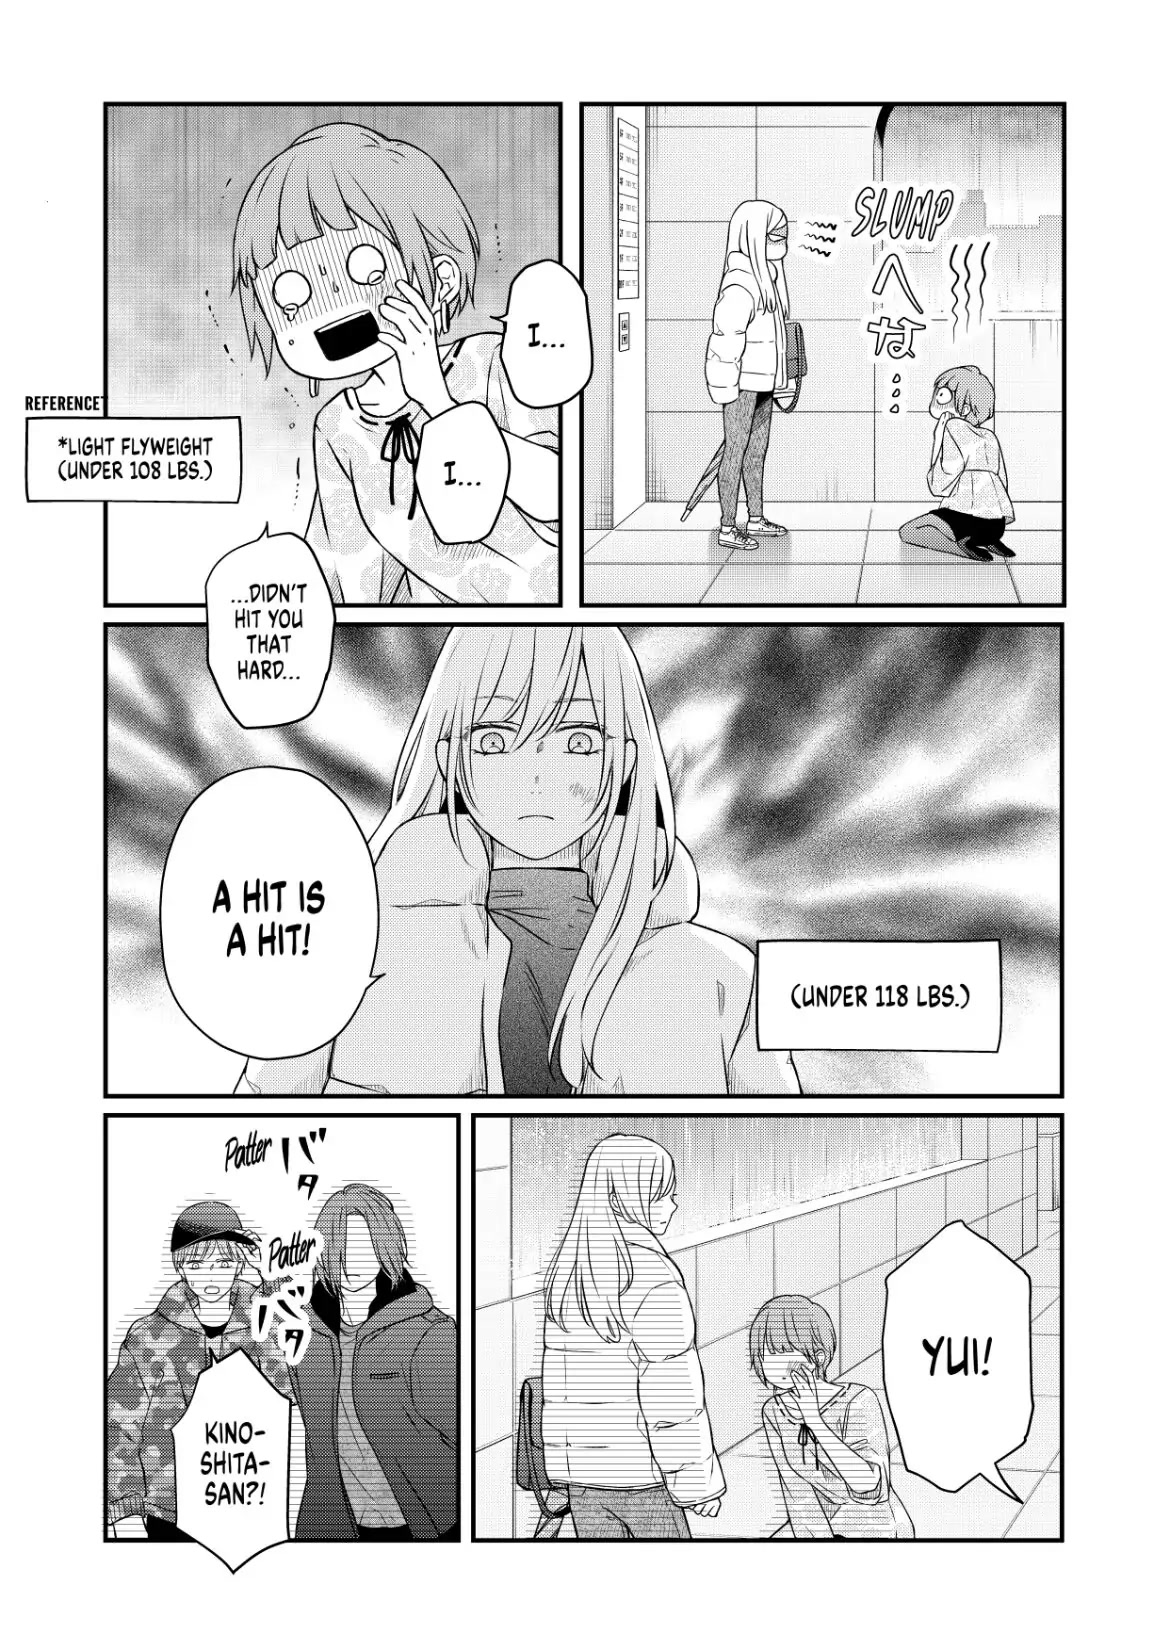 SLUMP
へな....
I...
I...
REFERENCE
*LIGHT FLYWEIGHT
(UNDER 108 LBS.)
...DIDN'T
HIT YOU
THAT
HARD...
A HIT IS
A HIT!
(UNDER 118 LBS.)
YUI!
Patter
バタ
Patter
バタ
KINO-
SHITA-
SAN?!